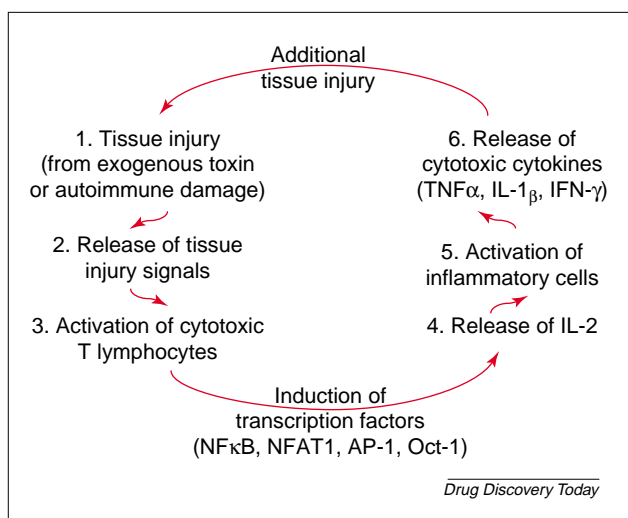 Additional
tissue injury
1. Tissue injury
(from exogenous toxin
or autoimmune damage)
2. Release of tissue
injury signals
3. Activation of cytotoxic
T lymphocytes
Induction of
transcription factors
(NFκB, NFAT1, AP-1, Oct-1)
4. Release of IL-2
5. Activation of
inflammatory cells
6. Release of
cytotoxic cytokines
(TNFα, IL-1β, IFN-γ)
Drug Discovery Today